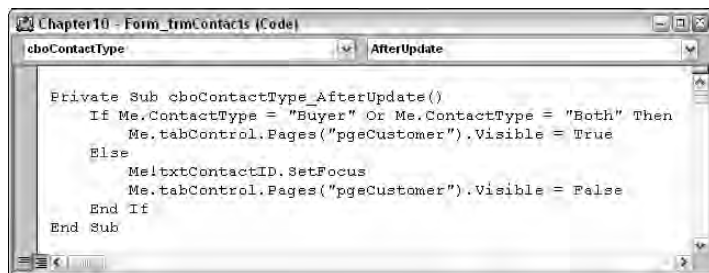 Chapter10 - Form_frmContacts (Code)
cboContactType AfterUpdate
Private Sub cboContactType_AfterUpdate()
    If Me.ContactType = "Buyer" Or Me.ContactType = "Both" Then
        Me.tabControl.Pages("pgeCustomer").Visible = True
    Else
        Me!txtContactID.SetFocus
        Me.tabControl.Pages("pgeCustomer").Visible = False
    End If
End Sub